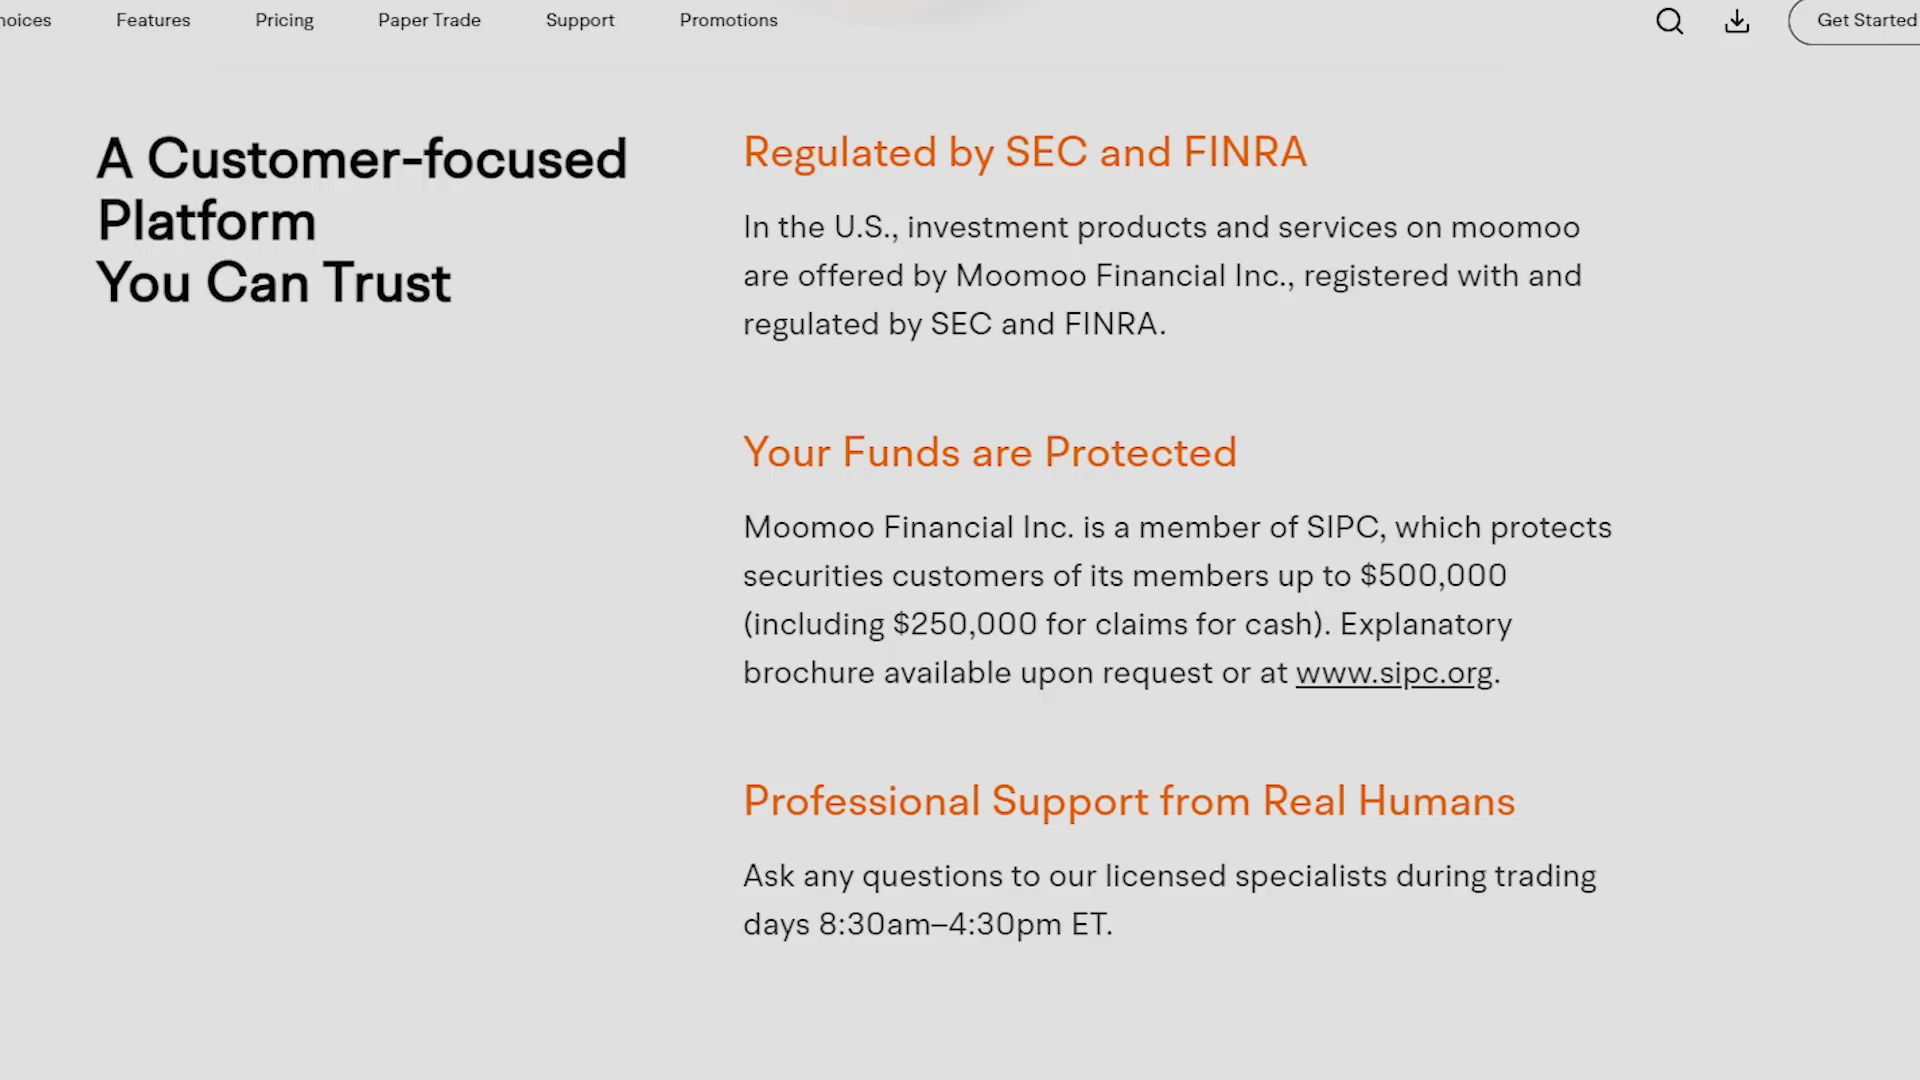 Features
Pricing
Paper Trade
Support
Promotions
Get Started
A Customer-focused
Platform
You Can Trust
Regulated by SEC and FINRA
In the U.S., investment products and services on moomoo
are offered by Moomoo Financial Inc., registered with and
regulated by SEC and FINRA.
Your Funds are Protected
Moomoo Financial Inc. is a member of SIPC, which protects
securities customers of its members up to $500,000
(including $250,000 for claims for cash). Explanatory
brochure available upon request or at www.sipc.org.
Professional Support from Real Humans
Ask any questions to our licensed specialists during trading
days 8:30am–4:30pm ET.